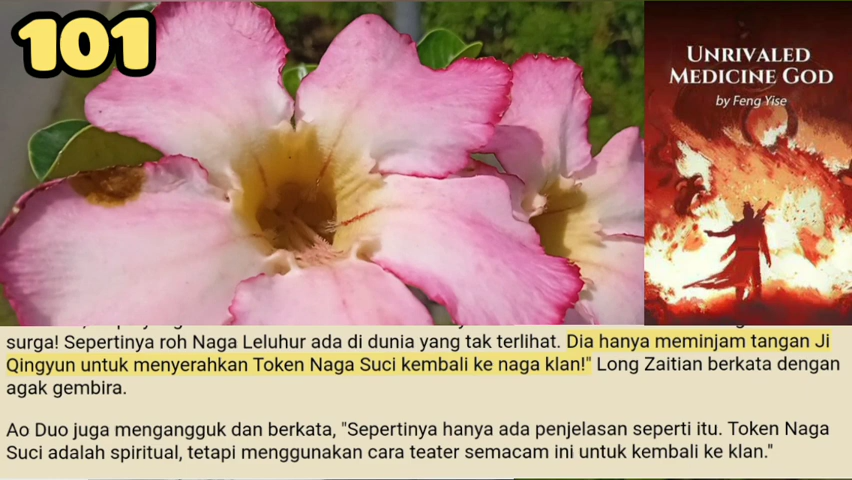 101
UNRIVALED
MEDICINE GOD
by Feng Yise
surga! Sepertinya roh Naga Leluhur ada di dunia yang tak terlihat. Dia hanya meminjam tangan Ji
Qingyun untuk menyerahkan Token Naga Suci kembali ke naga klan!" Long Zaitian berkata dengan
agak gembira.
Ao Duo juga mengangguk dan berkata, "Sepertinya hanya ada penjelasan seperti itu. Token Naga
Suci adalah spiritual, tetapi menggunakan cara teater semacam ini untuk kembali ke klan."